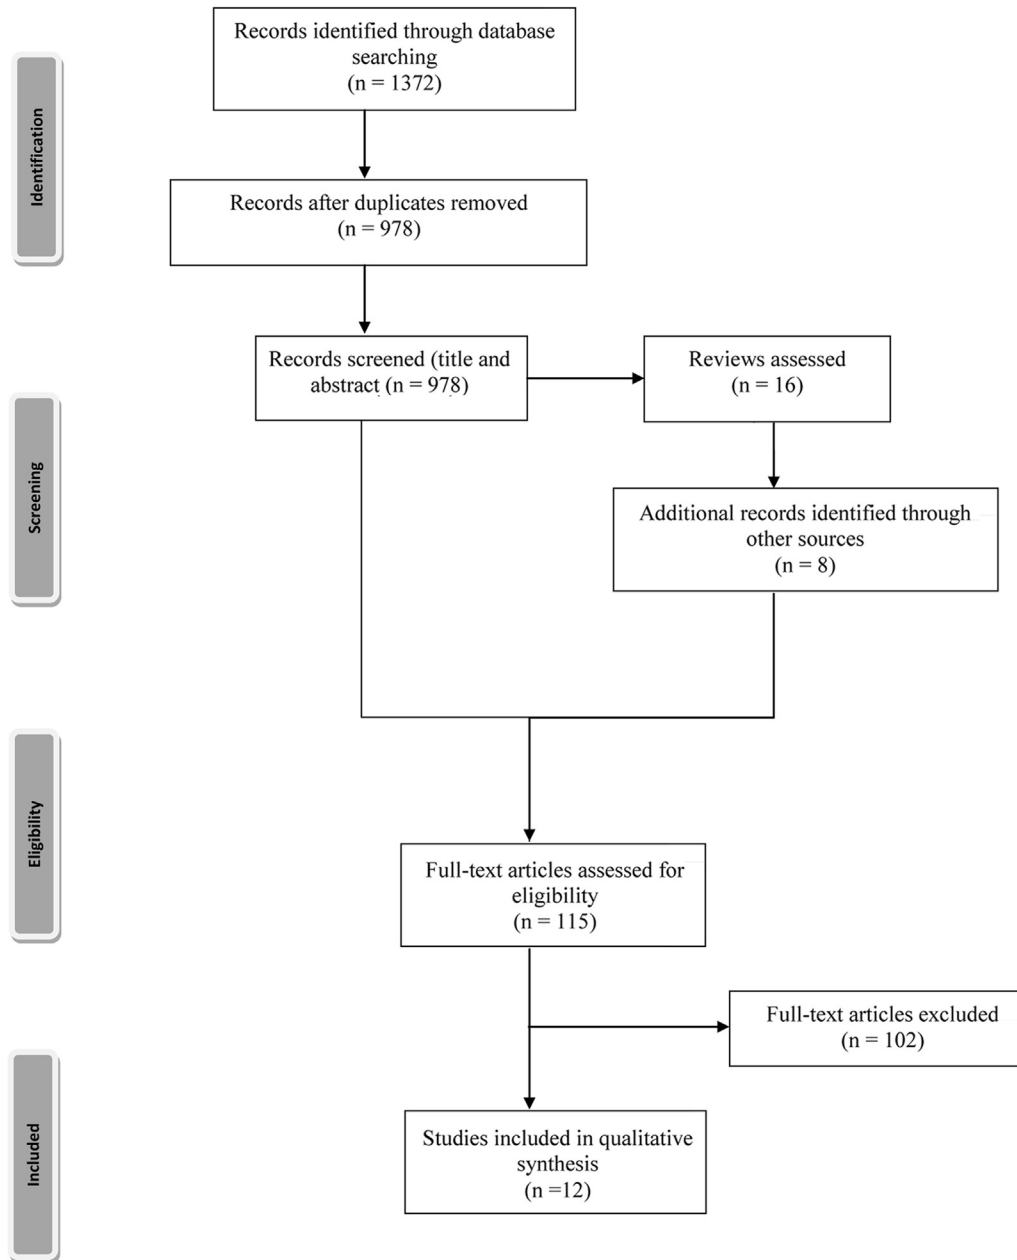 Identification
Records identified through database
searching
(n = 1372)
Records after duplicates removed
(n = 978)
Screening
Records screened (title and
abstract (n = 978)
Reviews assessed
(n = 16)
Additional records identified through
other sources
(n = 8)
Eligibility
Full-text articles assessed for
eligibility
(n = 115)
Full-text articles excluded
(n = 102)
Included
Studies included in qualitative
synthesis
(n =12)